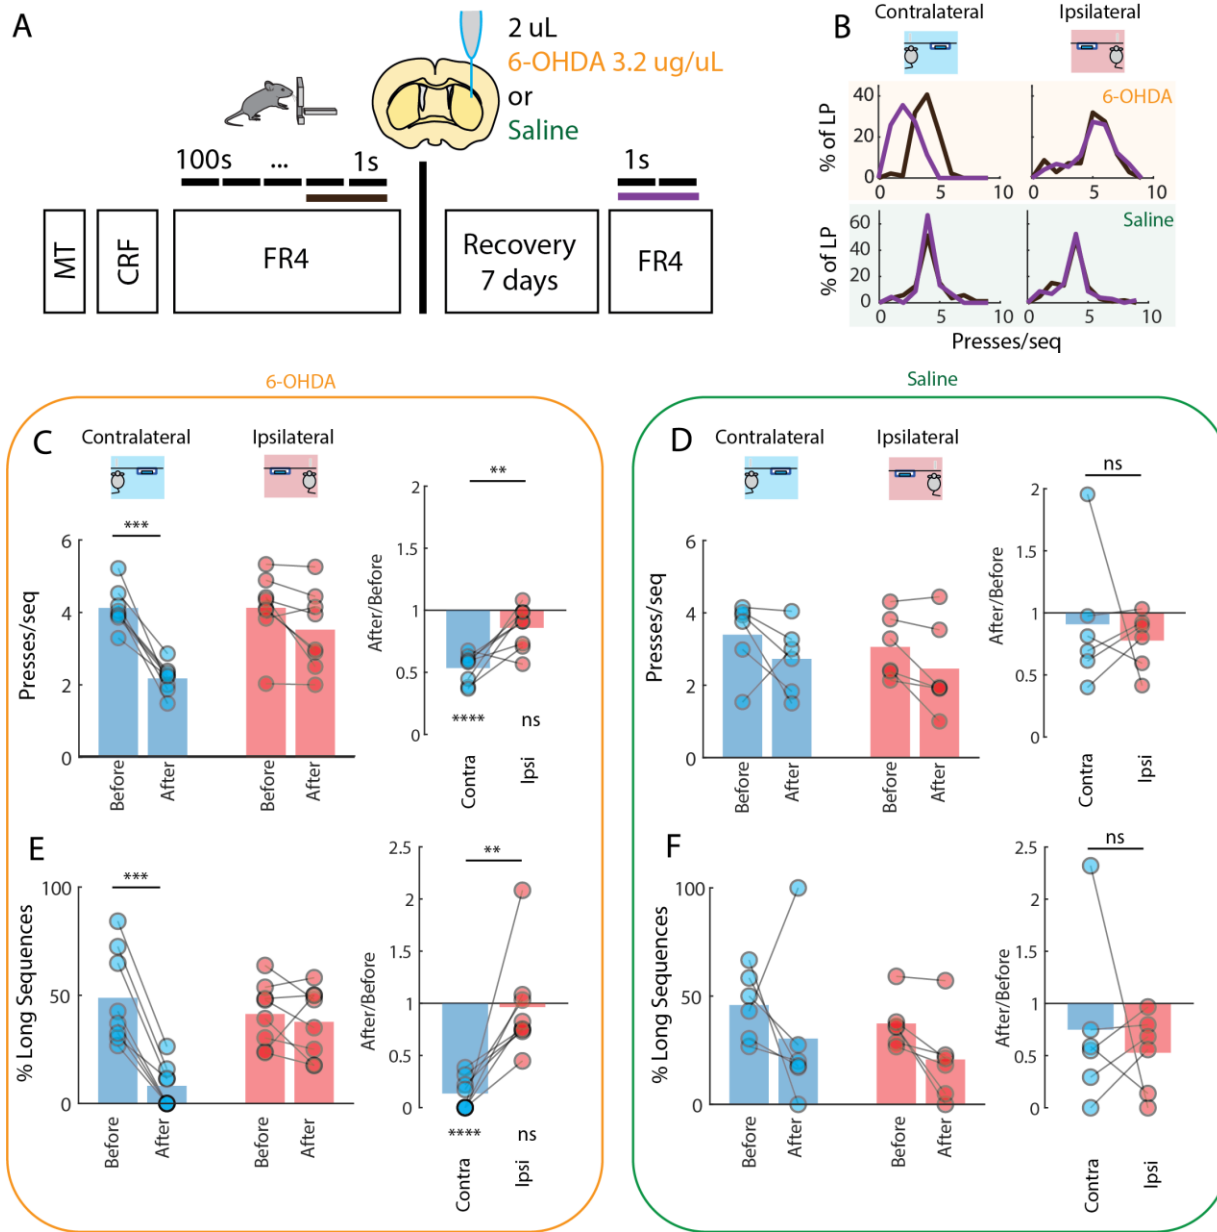 A
2 uL
6-OHDA 3.2 ug/uL
or
Saline
100s ... 1s
1s
MT
CRF
FR4
Recovery
7 days
FR4
B
Contralateral
Ipsilateral
6-OHDA
% of LP
40
20
0
0 5 10
0 5 10
Saline
% of LP
60
40
20
0
0 5 10
0 5 10
Presses/seq
6-OHDA
C
Contralateral
Ipsilateral
***
Presses/seq
6
4
2
0
Before
After
Before
After
**
After/Before
2
1.5
1
0.5
0
****
ns
Contra
Ipsi
Saline
D
Contralateral
Ipsilateral
Presses/seq
6
4
2
0
Before
After
Before
After
ns
After/Before
2
1.5
1
0.5
0
Contra
Ipsi
E
***
% Long Sequences
100
50
0
Before
After
Before
After
**
After/Before
2.5
2
1.5
1
0.5
0
****
ns
Contra
Ipsi
F
% Long Sequences
100
50
0
Before
After
Before
After
ns
After/Before
2.5
2
1.5
1
0.5
0
Contra
Ipsi